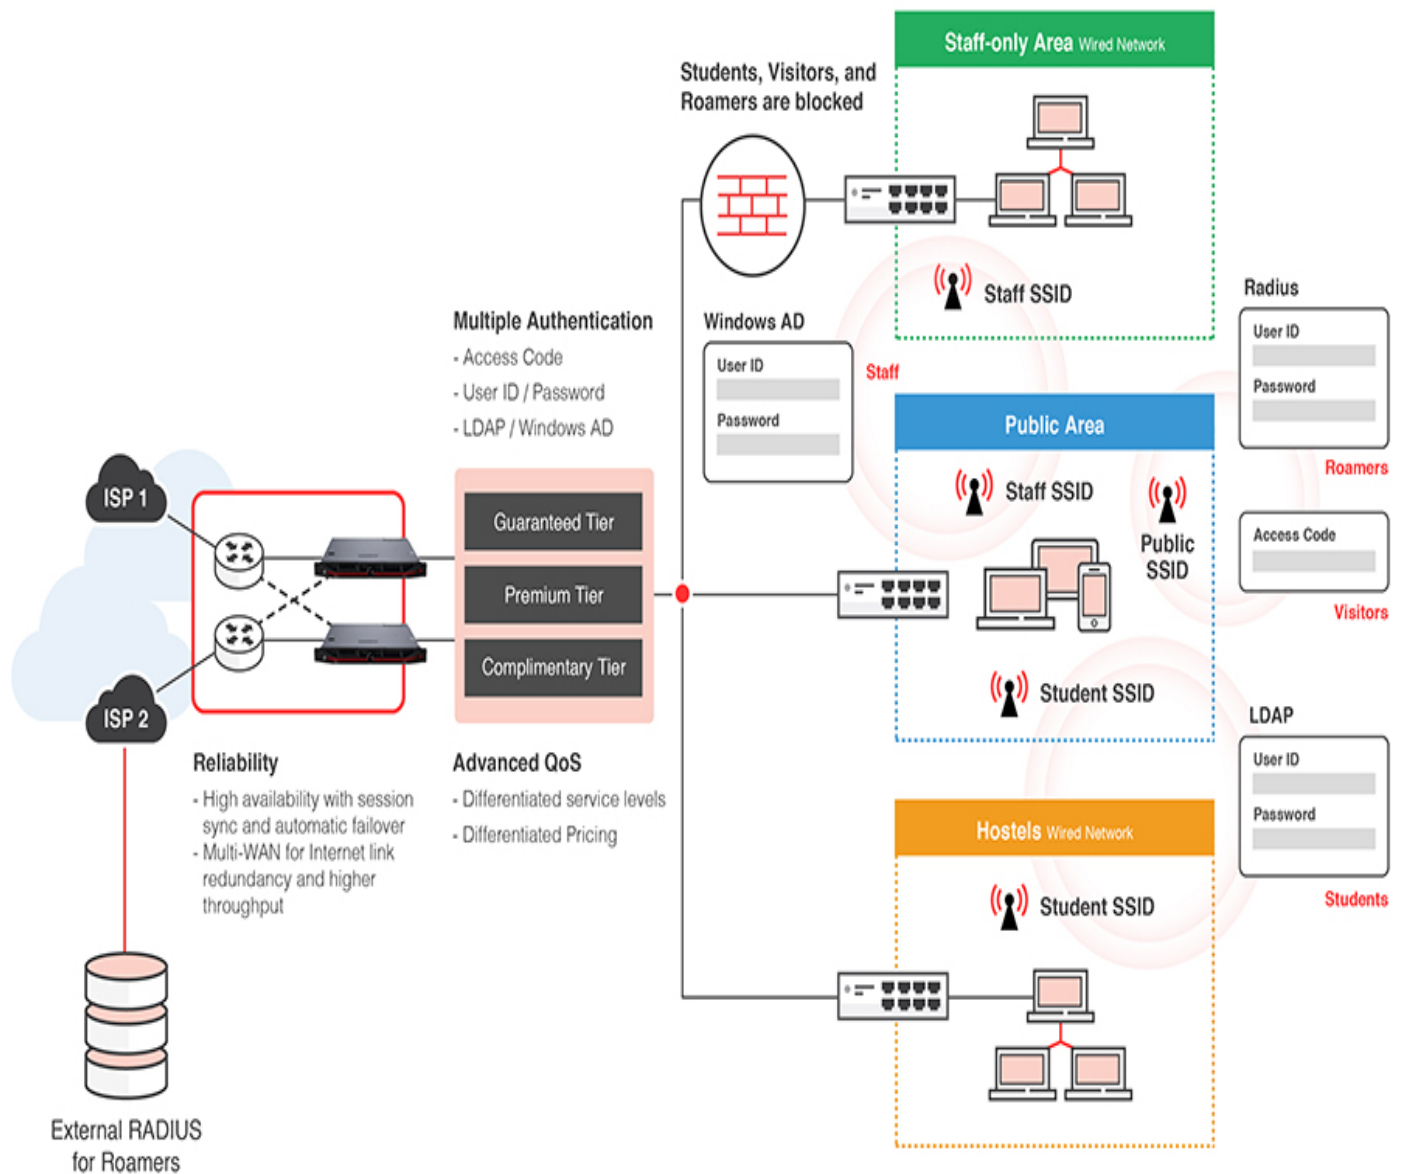 Staff-only Area Wired Network
Students, Visitors, and
Roamers are blocked
Staff SSID
Radius
User ID
Password
Roamers
Multiple Authentication
- Access Code
- User ID / Password
- LDAP / Windows AD
Windows AD
User ID
Password
Staff
Public Area
Staff SSID
Public
SSID
Student SSID
Access Code
Visitors
ISP 1
ISP 2
Guaranteed Tier
Premium Tier
Complimentary Tier
Reliability
- High availability with session
sync and automatic failover
- Multi-WAN for Internet link
redundancy and higher
throughput
Advanced QoS
- Differentiated service levels
- Differentiated Pricing
LDAP
User ID
Password
Students
Hostels Wired Network
Student SSID
External RADIUS
for Roamers